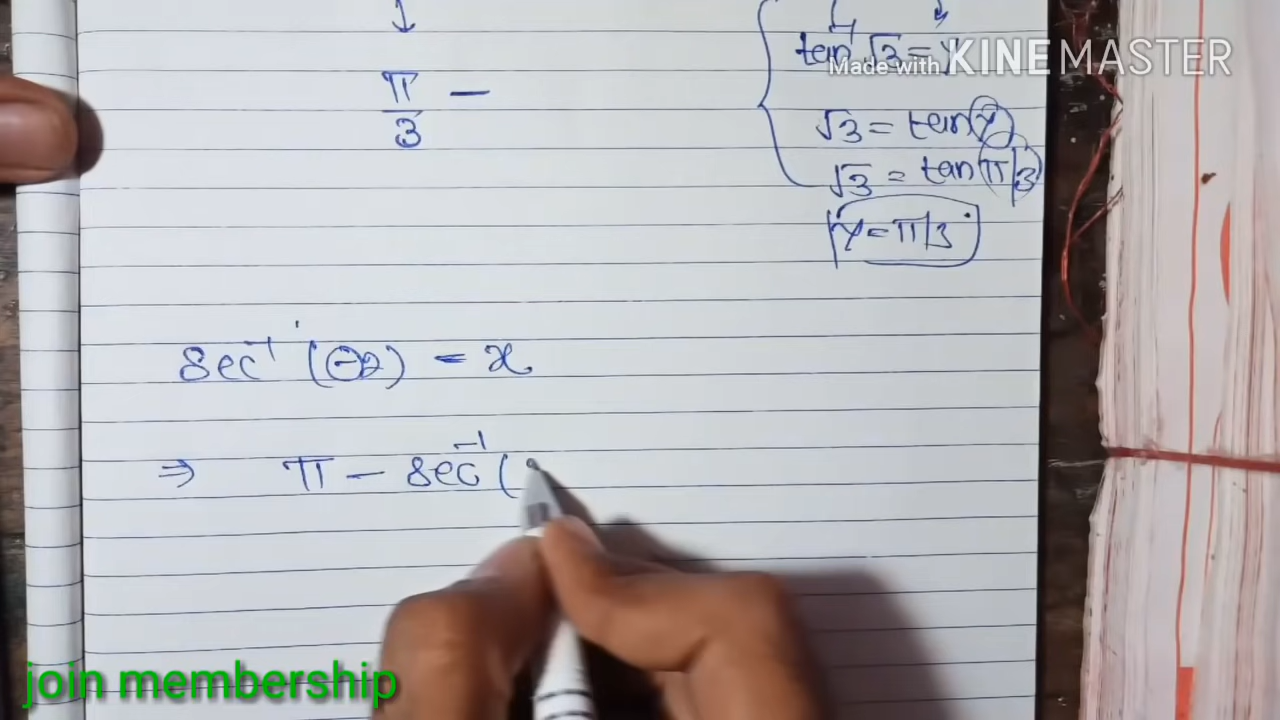 tan⁻¹ √3 = y
Made with KINEMASTER
π/3 −
√3 = tan(y)
√3 = tan(π/3)
y = π/3
sec⁻¹ (-2) = x
⇒ π − sec⁻¹ (
join membership